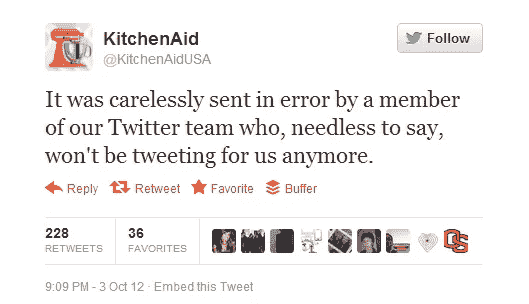 KitchenAid
@KitchenAidUSA
Follow
It was carelessly sent in error by a member
of our Twitter team who, needless to say,
won't be tweeting for us anymore.
Reply Retweet Favorite Buffer
228 36
RETWEETS FAVORITES
9:09 PM - 3 Oct 12 · Embed this Tweet